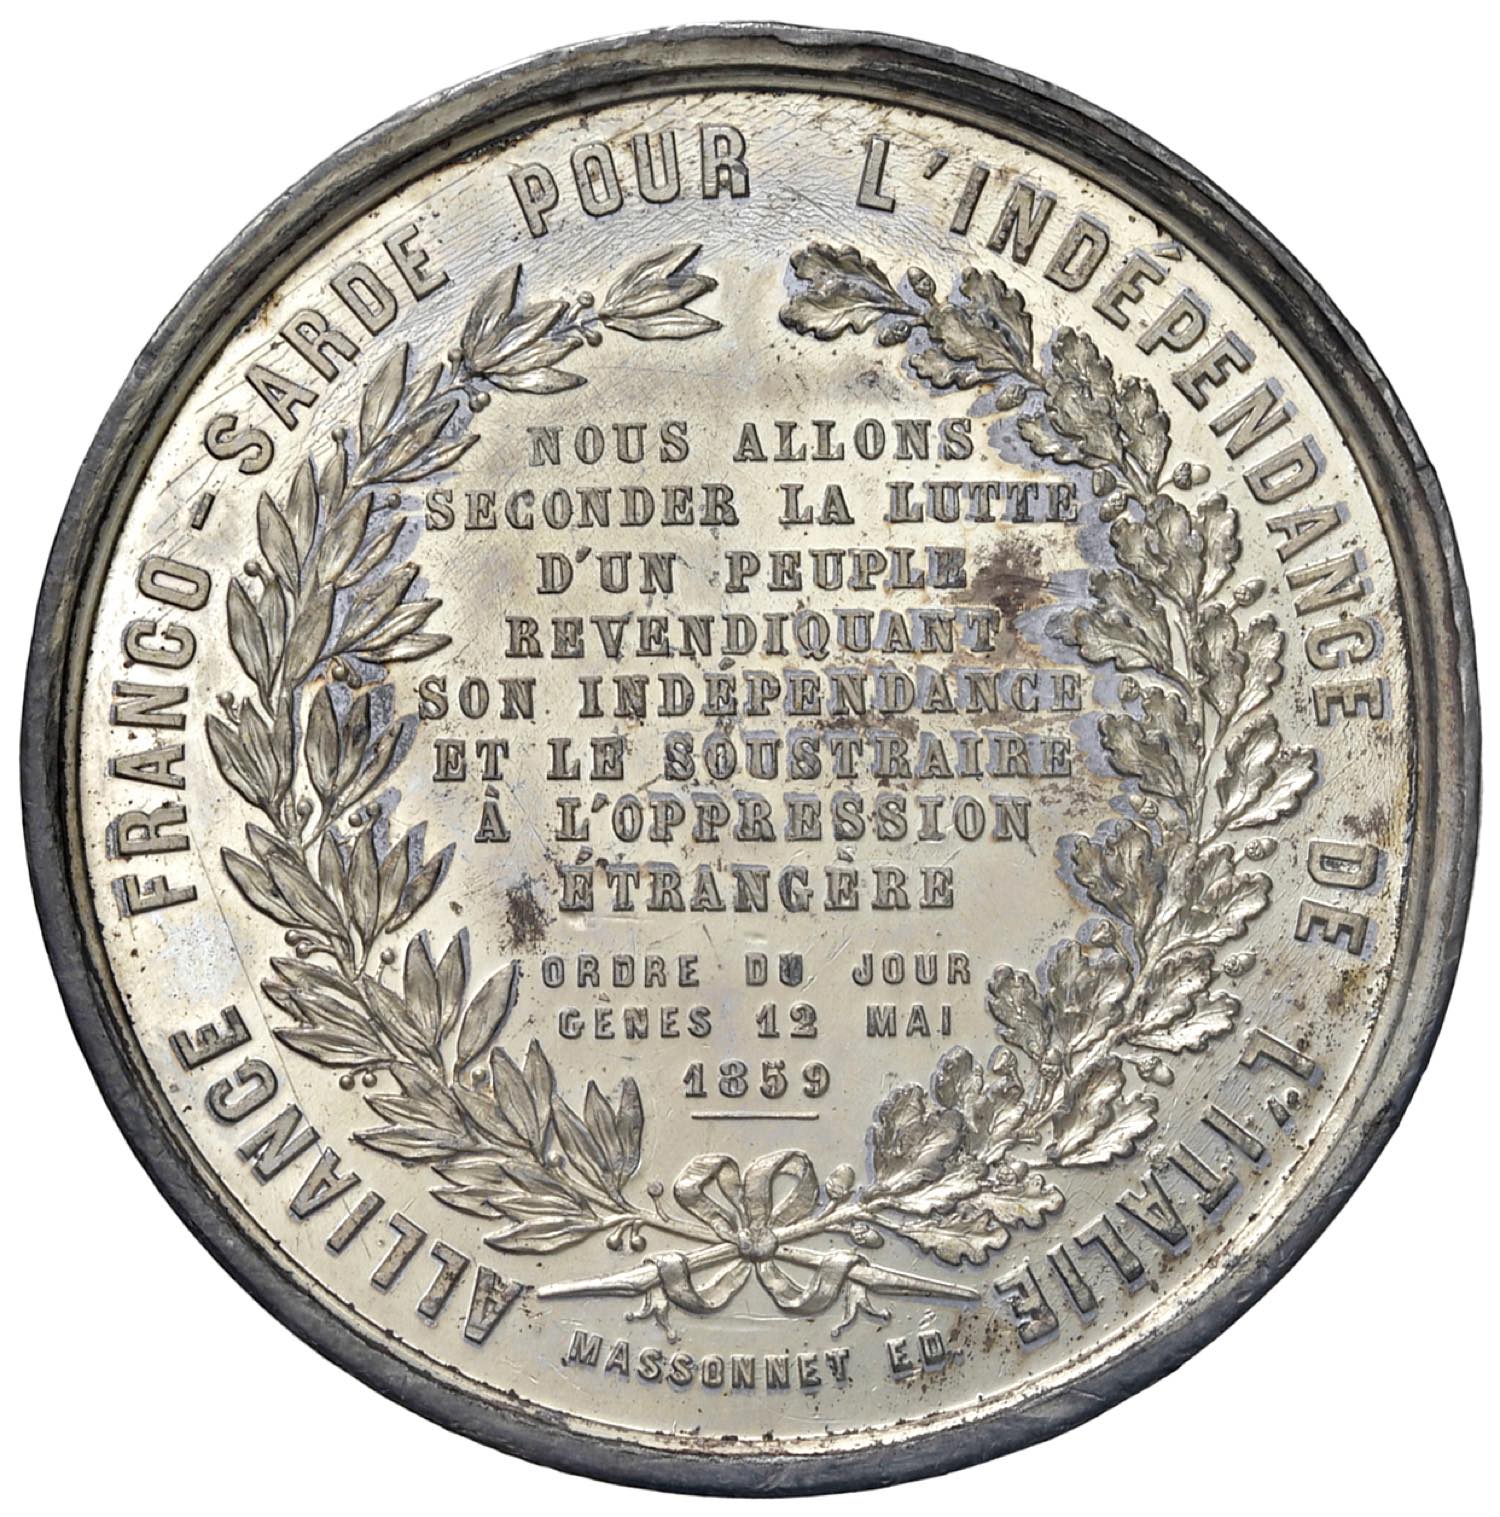 ALLIANCE FRANCO-SARDE POUR L'INDÉPENDANCE DE L'ITALIE
NOUS ALLONS
SECONDER LA LUTTE
D'UN PEUPLE
REVENDIQUANT
SON INDÉPENDANCE
ET LE SOUSTRAIRE
À L'OPPRESSION
ÉTRANGÈRE
ORDRE DU JOUR
GÈNES 12 MAI
1859
MASSONNET ED.